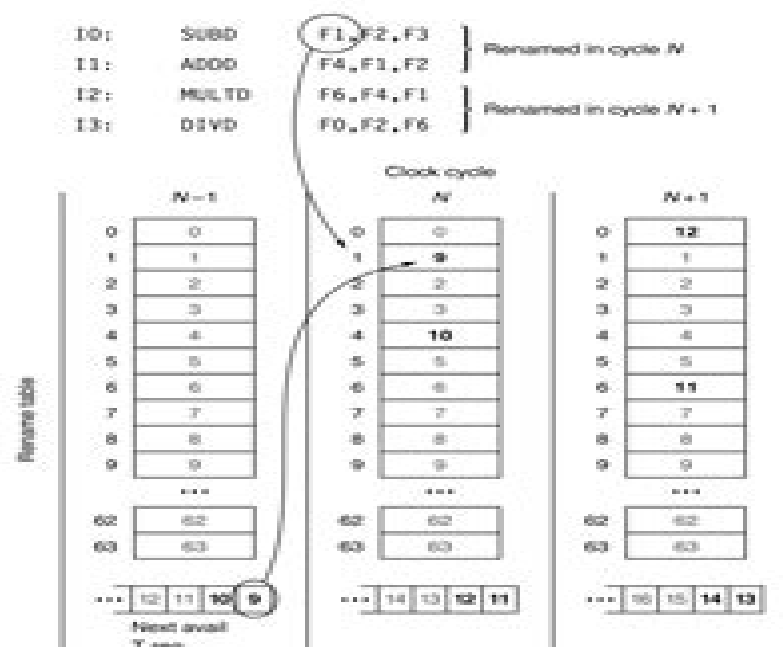 I0: SUBD F1,F2,F3
I1: ADDD F4,F1,F2
Renamed in cycle N
I2: MULTD F6,F4,F1
I3: DIVD F0,F2,F6
Renamed in cycle N + 1
Clock cycle
N – 1
N
N + 1
Rename table
0 0
1 1
2 2
3 3
4 4
5 5
6 6
7 7
8 8
9 9
...
62 62
63 63
... 12 11 10 9
Next avail
T reg
0 0
1 9
2 2
3 3
4 10
5 5
6 6
7 7
8 8
9 9
...
62 62
63 63
... 14 13 12 11
0 12
1 1
2 2
3 3
4 4
5 5
6 11
7 7
8 8
9 9
...
62 62
63 63
... 16 15 14 13